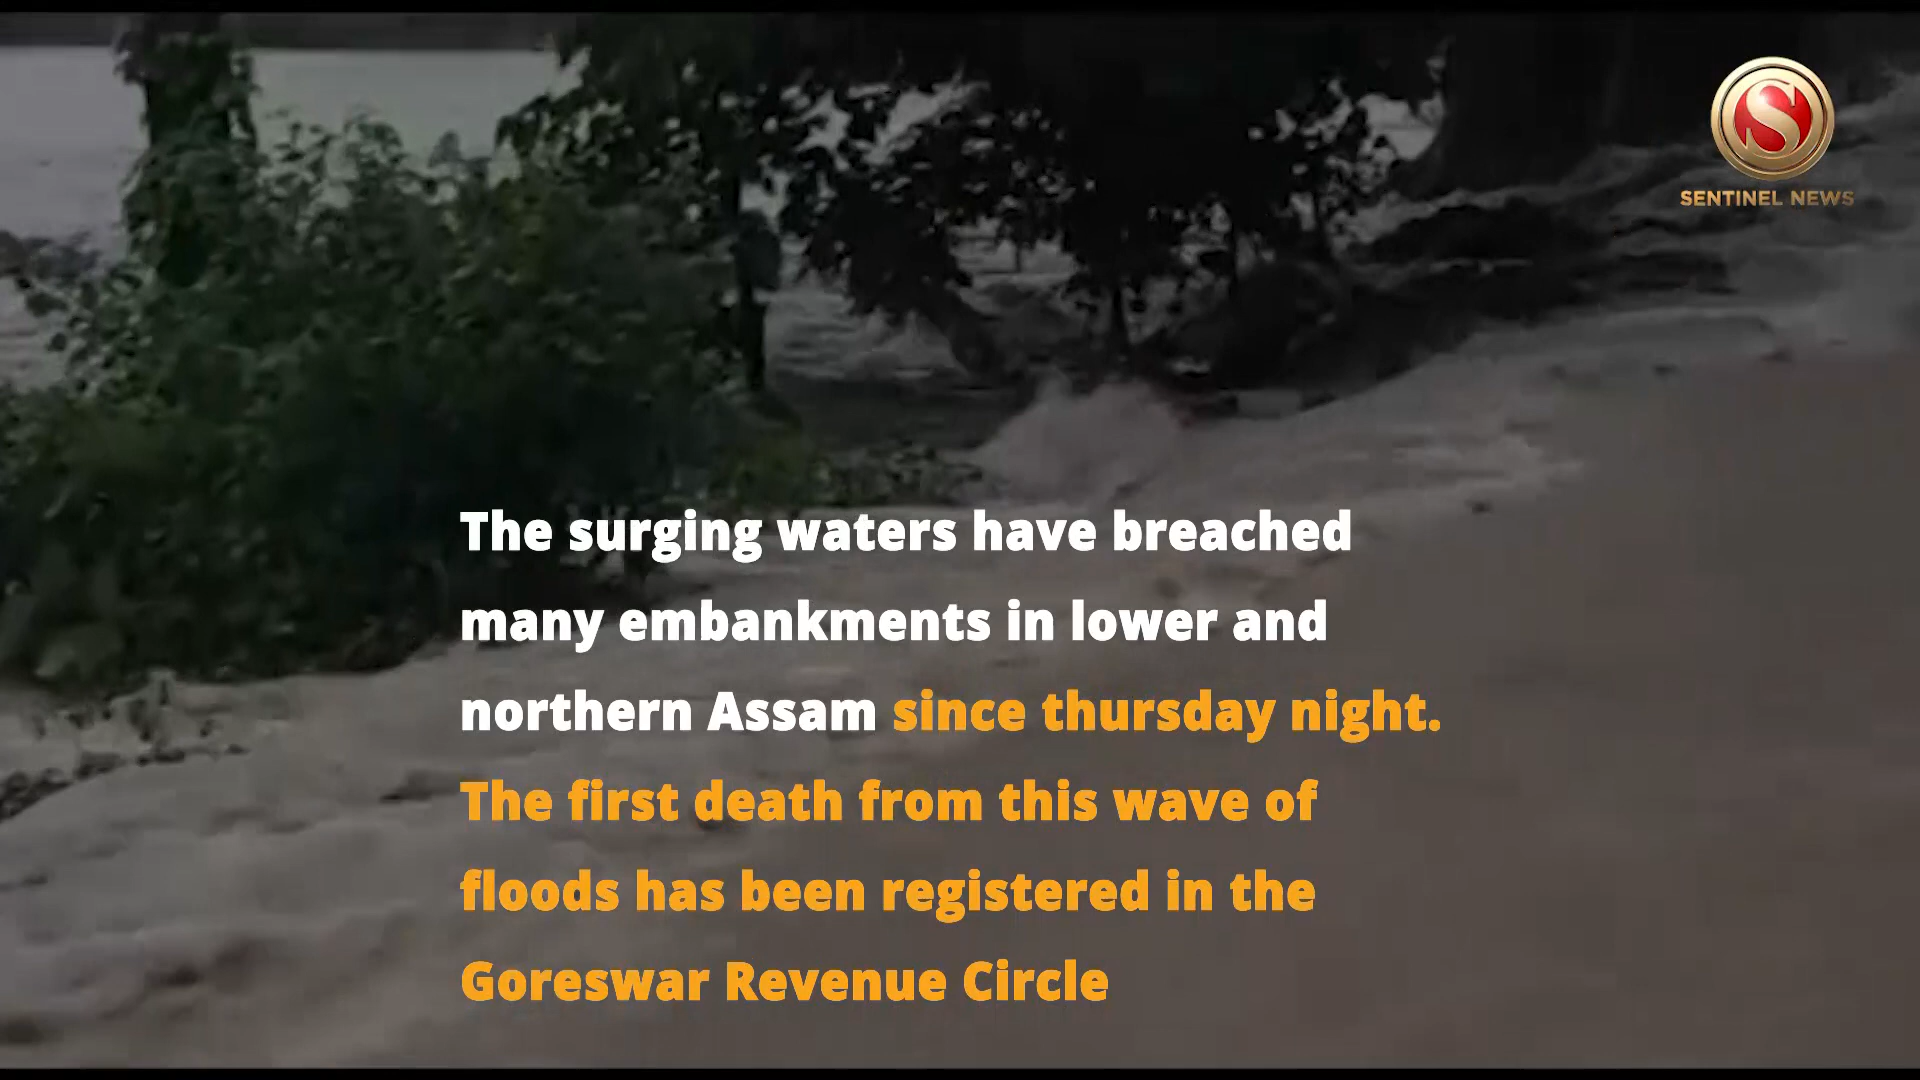 SENTINEL NEWS
The surging waters have breached
many embankments in lower and
northern Assam since thursday night.
The first death from this wave of
floods has been registered in the
Goreswar Revenue Circle